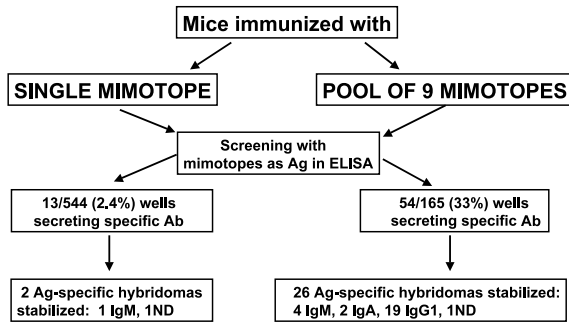 Mice immunized with
SINGLE MIMOTOPE
POOL OF 9 MIMOTOPES
Screening with
mimotopes as Ag in ELISA
13/544 (2.4%) wells
secreting specific Ab
54/165 (33%) wells
secreting specific Ab
2 Ag-specific hybridomas
stabilized: 1 IgM, 1ND
26 Ag-specific hybridomas stabilized:
4 IgM, 2 IgA, 19 IgG1, 1ND